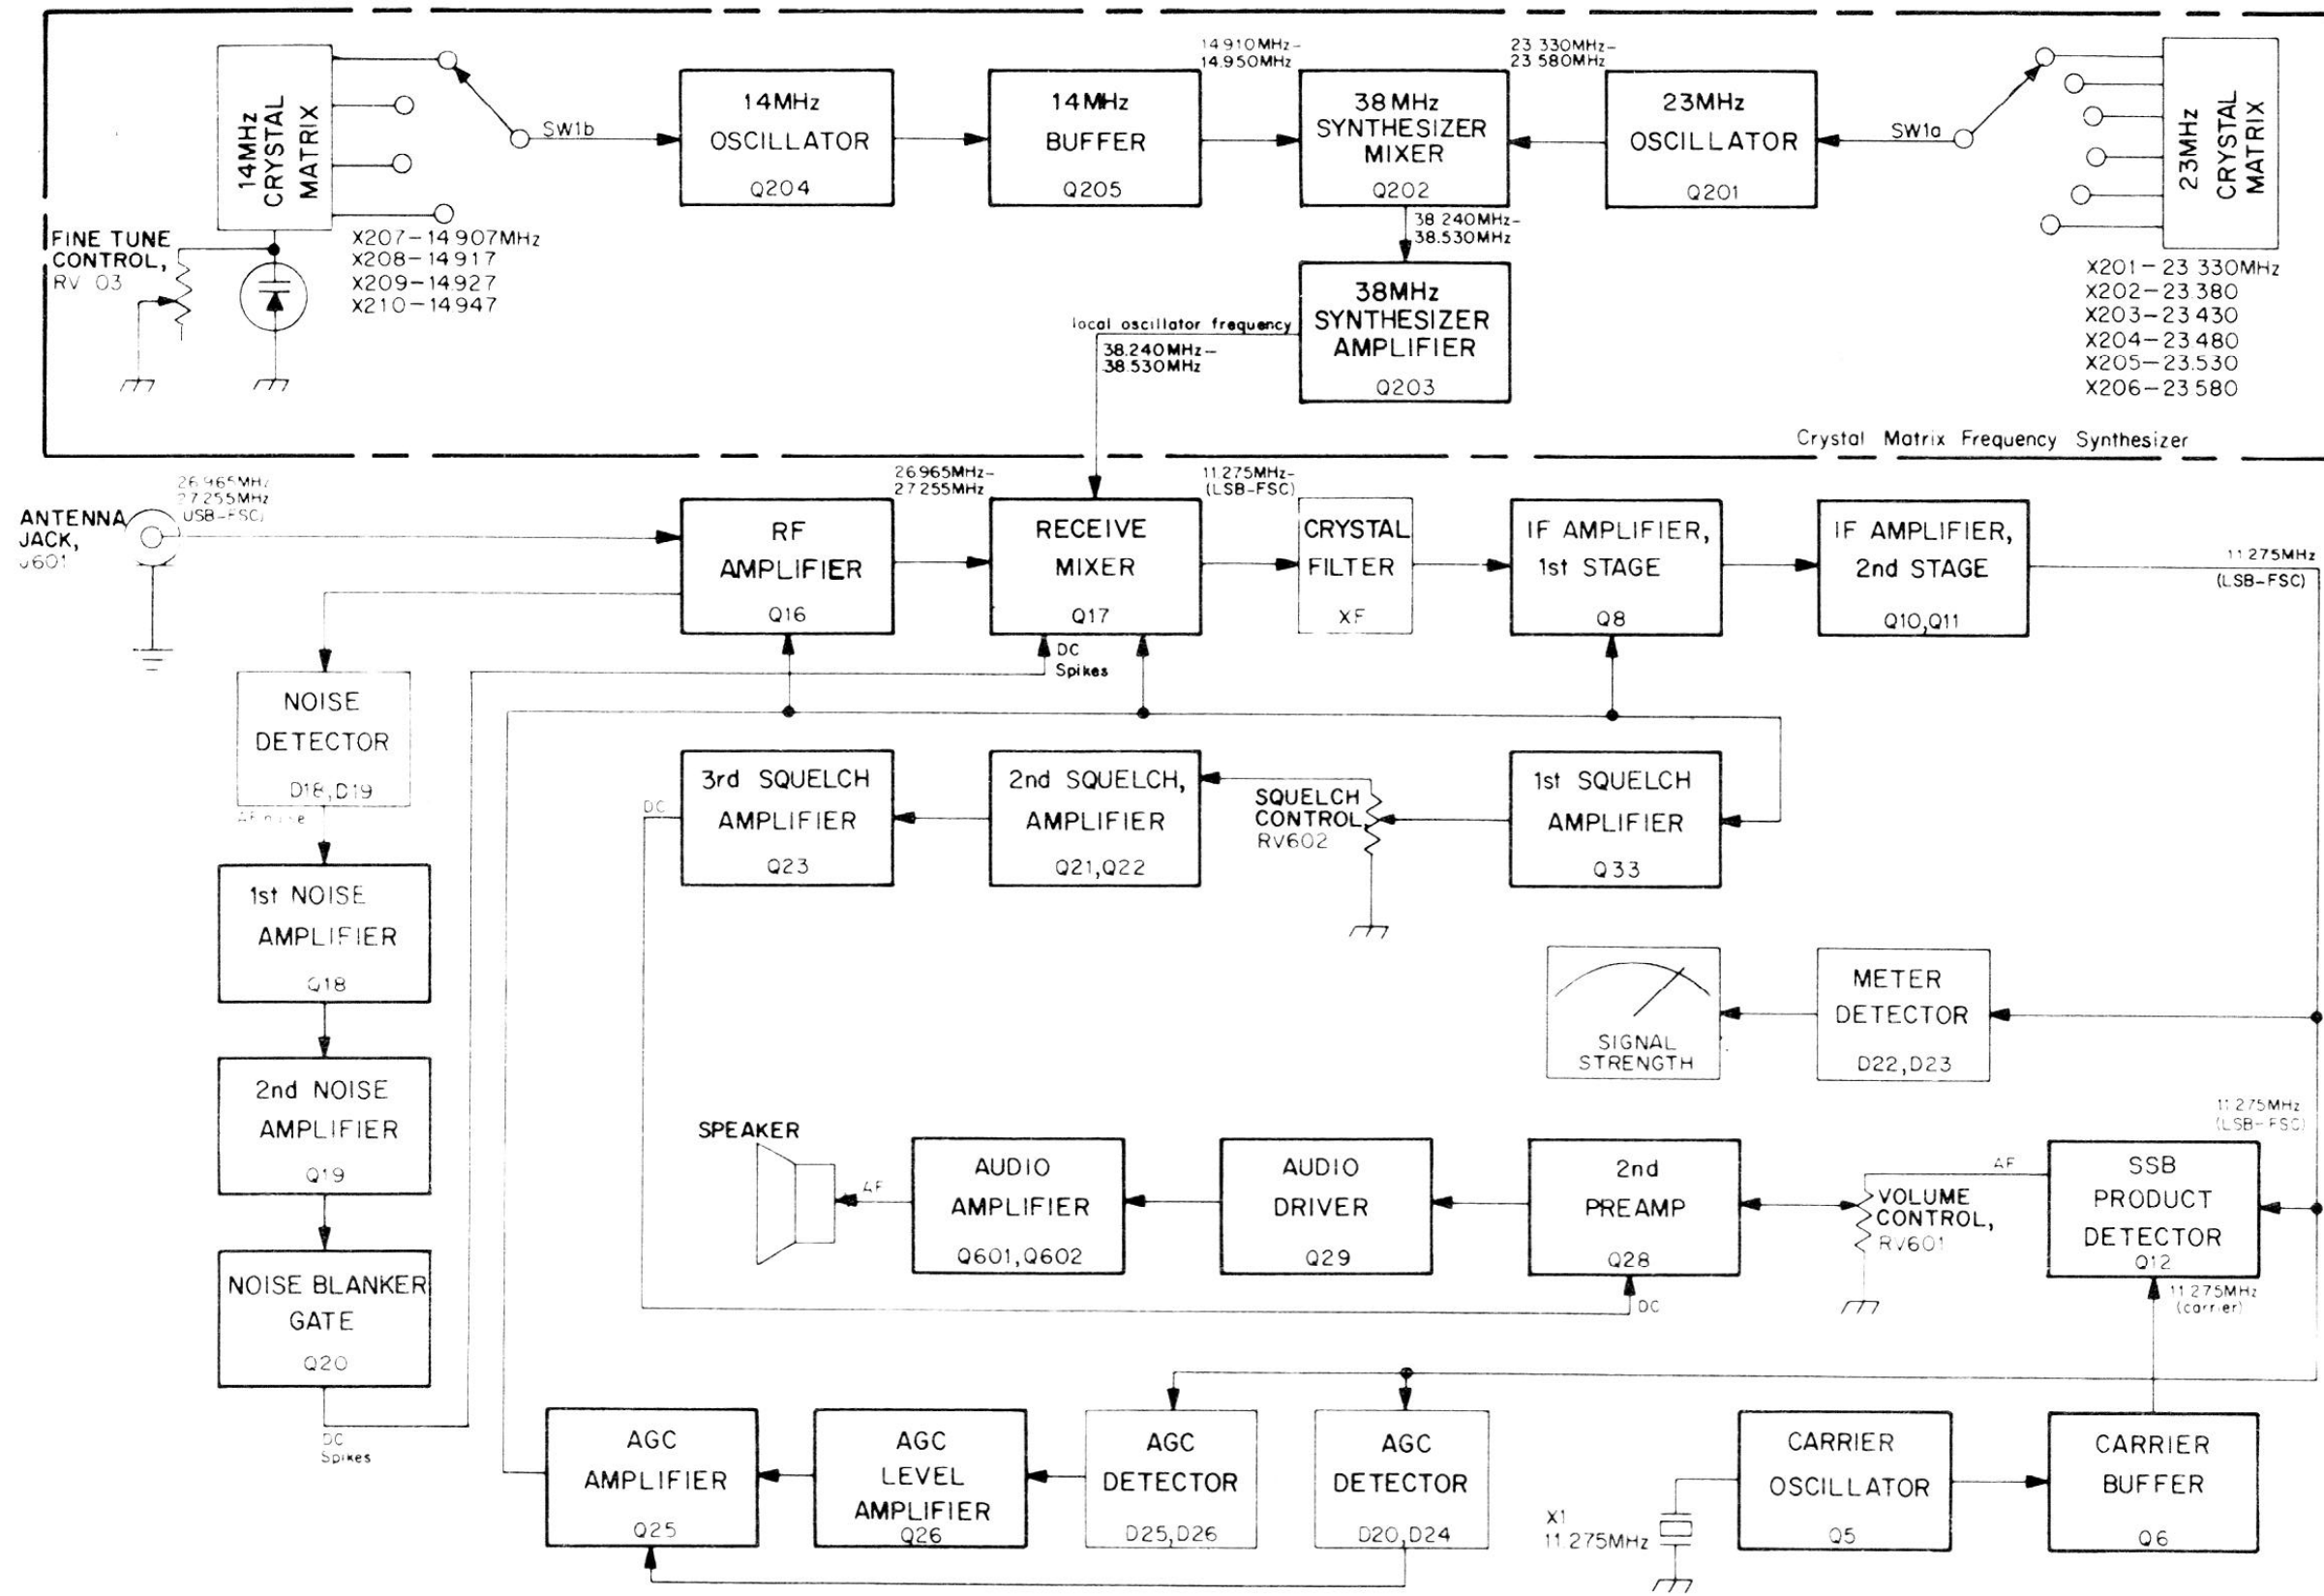 14MHz
CRYSTAL
MATRIX
SW1b
14MHz
OSCILLATOR
Q204
14MHz
BUFFER
Q205
14.910MHz-
14.950MHz
38MHz
SYNTHESIZER
MIXER
Q202
23.330MHz-
23.580MHz
23MHz
OSCILLATOR
Q201
SW1a
23MHz
CRYSTAL
MATRIX
38.240MHz-
38.530MHz
FINE TUNE
CONTROL,
RV 03
X207-14907MHz
X208-14917
X209-14927
X210-14947
38MHz
SYNTHESIZER
AMPLIFIER
Q203
local oscillator frequency
38.240MHz-
38.530MHz
X201-23 330MHz
X202-23.380
X203-23 430
X204-23 480
X205-23.530
X206-23.580
Crystal Matrix Frequency Synthesizer
26.965MHz
27.255MHz
USB-FSC)
ANTENNA
JACK,
J601
RF
AMPLIFIER
Q16
26.965MHz-
27.255MHz
RECEIVE
MIXER
Q17
11.275MHz-
(LSB-FSC)
CRYSTAL
FILTER
XF
IF AMPLIFIER,
1st STAGE
Q8
IF AMPLIFIER,
2nd STAGE
Q10,Q11
11.275MHz
(LSB-FSC)
DC
Spikes
NOISE
DETECTOR
D18,D19
3rd SQUELCH
AMPLIFIER
Q23
DC
2nd SQUELCH,
AMPLIFIER
Q21,Q22
SQUELCH
CONTROL,
RV602
1st SQUELCH
AMPLIFIER
Q33
1st NOISE
AMPLIFIER
Q18
SIGNAL
STRENGTH
METER
DETECTOR
D22,D23
2nd NOISE
AMPLIFIER
Q19
SPEAKER
AF
AUDIO
AMPLIFIER
Q601,Q602
AUDIO
DRIVER
Q29
2nd
PREAMP
Q28
VOLUME
CONTROL,
RV601
AF
SSB
PRODUCT
DETECTOR
Q12
11.275MHz
(LSB-FSC)
DC
11.275MHz
(carrier)
NOISE BLANKER
GATE
Q20
DC
Spikes
AGC
AMPLIFIER
Q25
AGC
LEVEL
AMPLIFIER
Q26
AGC
DETECTOR
D25,D26
AGC
DETECTOR
D20,D24
X1
11.275MHz
CARRIER
OSCILLATOR
Q5
CARRIER
BUFFER
Q6